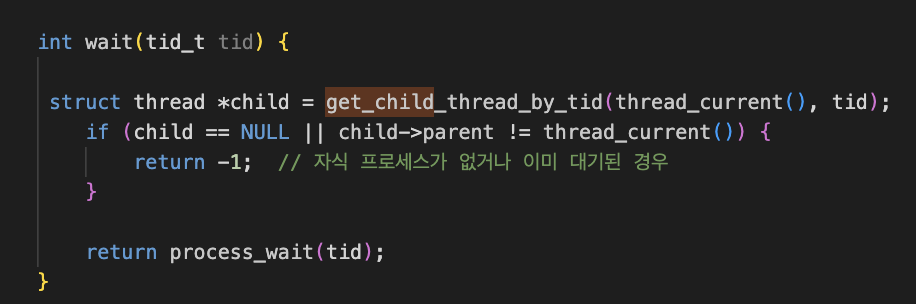 int wait(tid_t tid) {
struct thread *child = get_child_thread_by_tid(thread_current(), tid);
if (child == NULL || child->parent != thread_current()) {
return -1;  // 자식 프로세스가 없거나 이미 대기된 경우
}
return process_wait(tid);
}